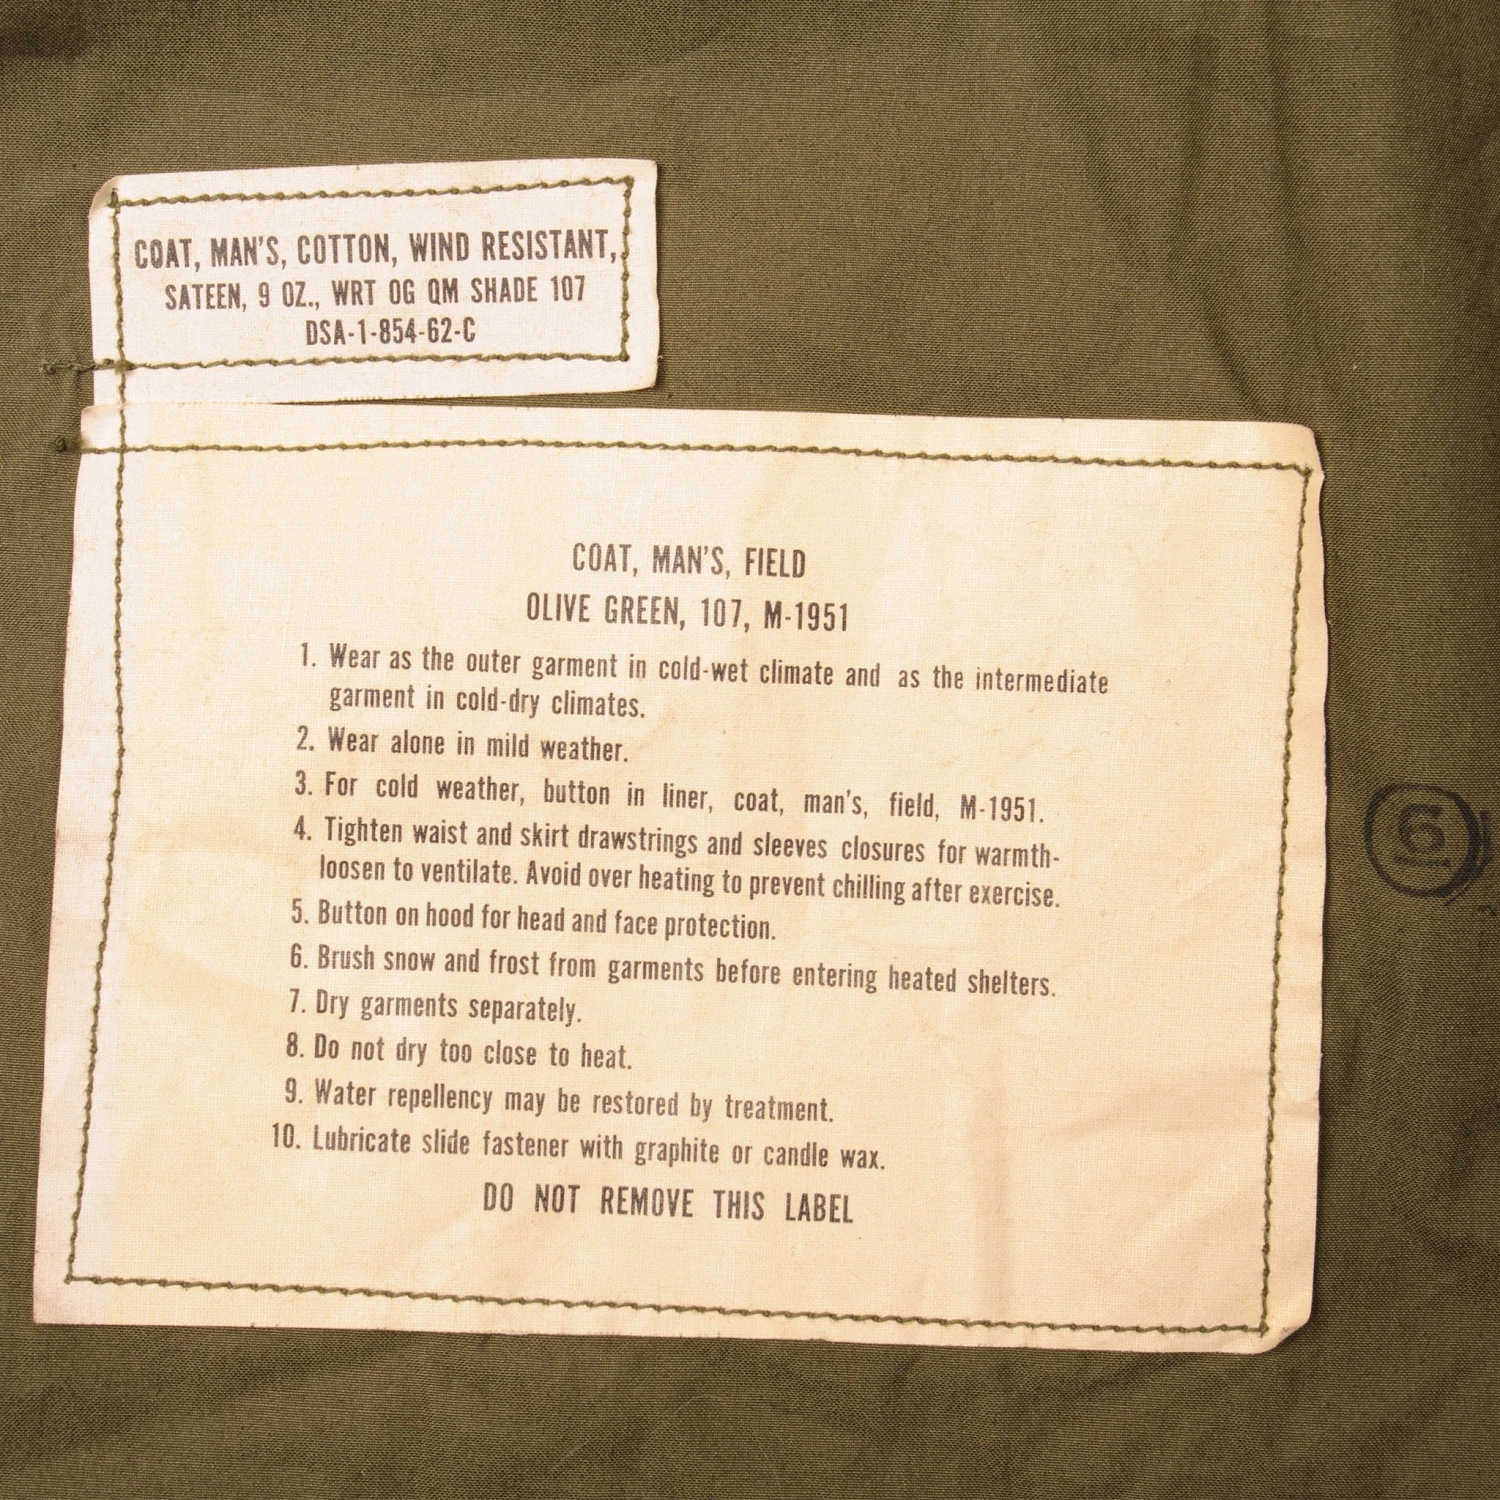 COAT, MAN'S, COTTON, WIND RESISTANT,
SATEEN, 9 OZ., WRT OG QM SHADE 107
DSA-1-854-62-C
COAT, MAN'S, FIELD
OLIVE GREEN, 107, M-1951
1. Wear as the outer garment in cold-wet climate and as the intermediate
garment in cold-dry climates.
2. Wear alone in mild weather.
3. For cold weather, button in liner, coat, man's, field, M-1951.
4. Tighten waist and skirt drawstrings and sleeves closures for warmth-
loosen to ventilate. Avoid over heating to prevent chilling after exercise.
5. Button on hood for head and face protection.
6. Brush snow and frost from garments before entering heated shelters.
7. Dry garments separately.
8. Do not dry too close to heat.
9. Water repellency may be restored by treatment.
10. Lubricate slide fastener with graphite or candle wax.
DO NOT REMOVE THIS LABEL
6